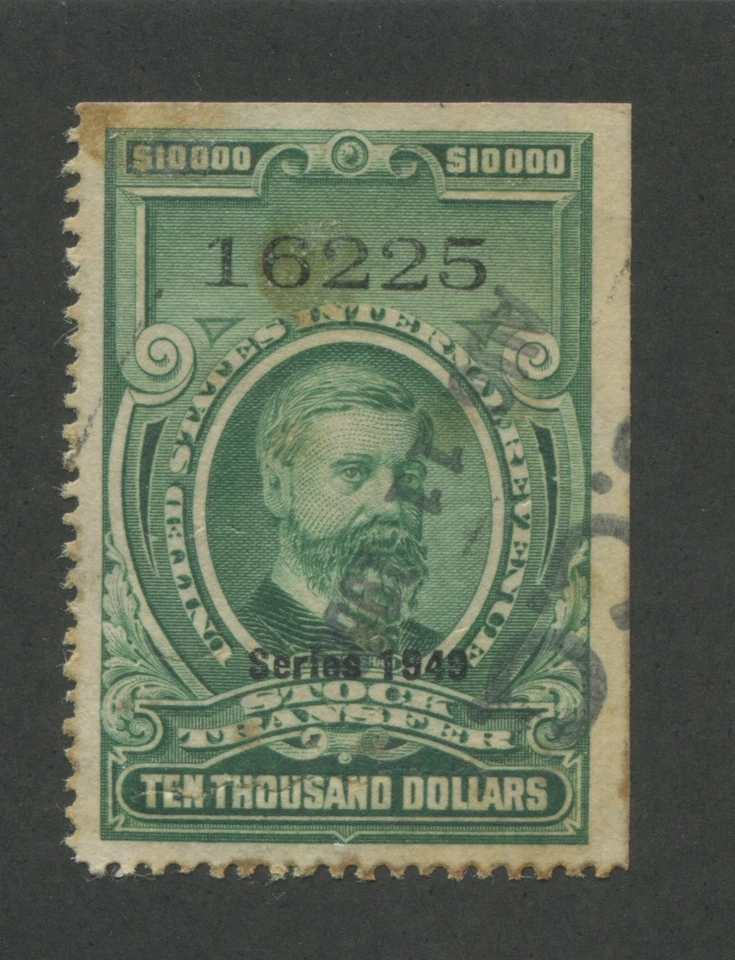 $10000 $10000
16225
UNITED STATES INTERNAL REVENUE
Series 1949
STOCK
TRANSFER
TEN THOUSAND DOLLARS